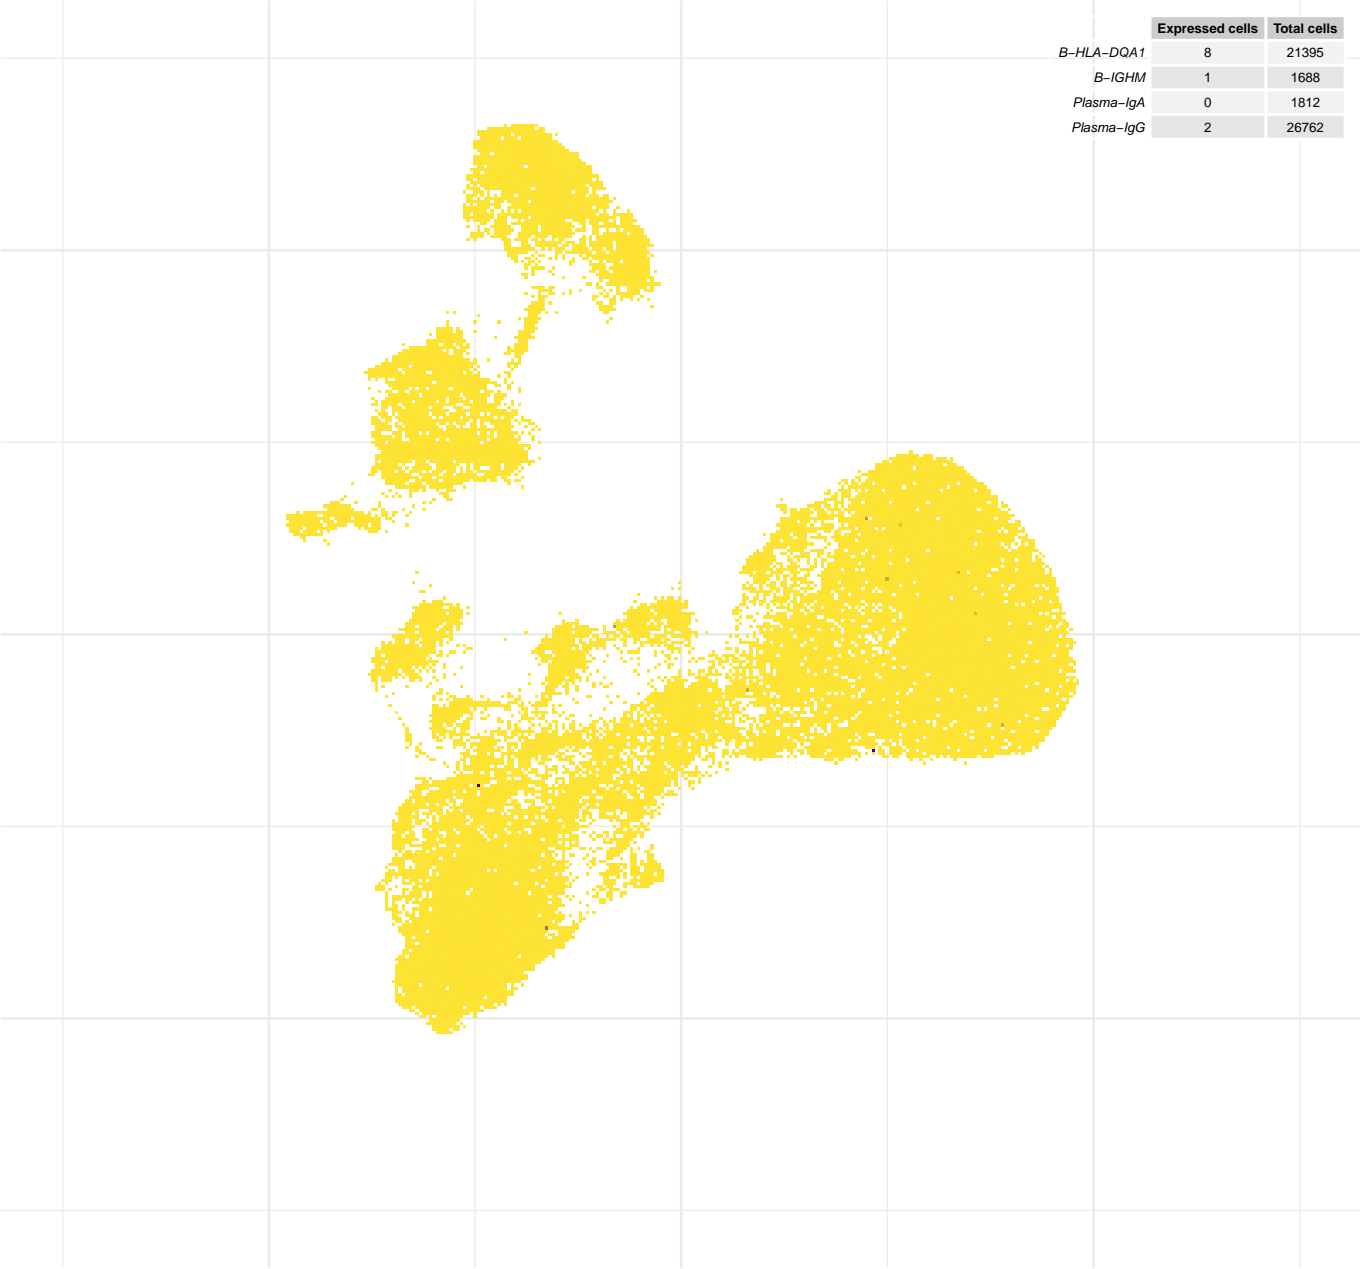 Expressed cells Total cells
B−HLA−DQA1 8 21395
B−IGHM 1 1688
Plasma−IgA 0 1812
Plasma−IgG 2 26762